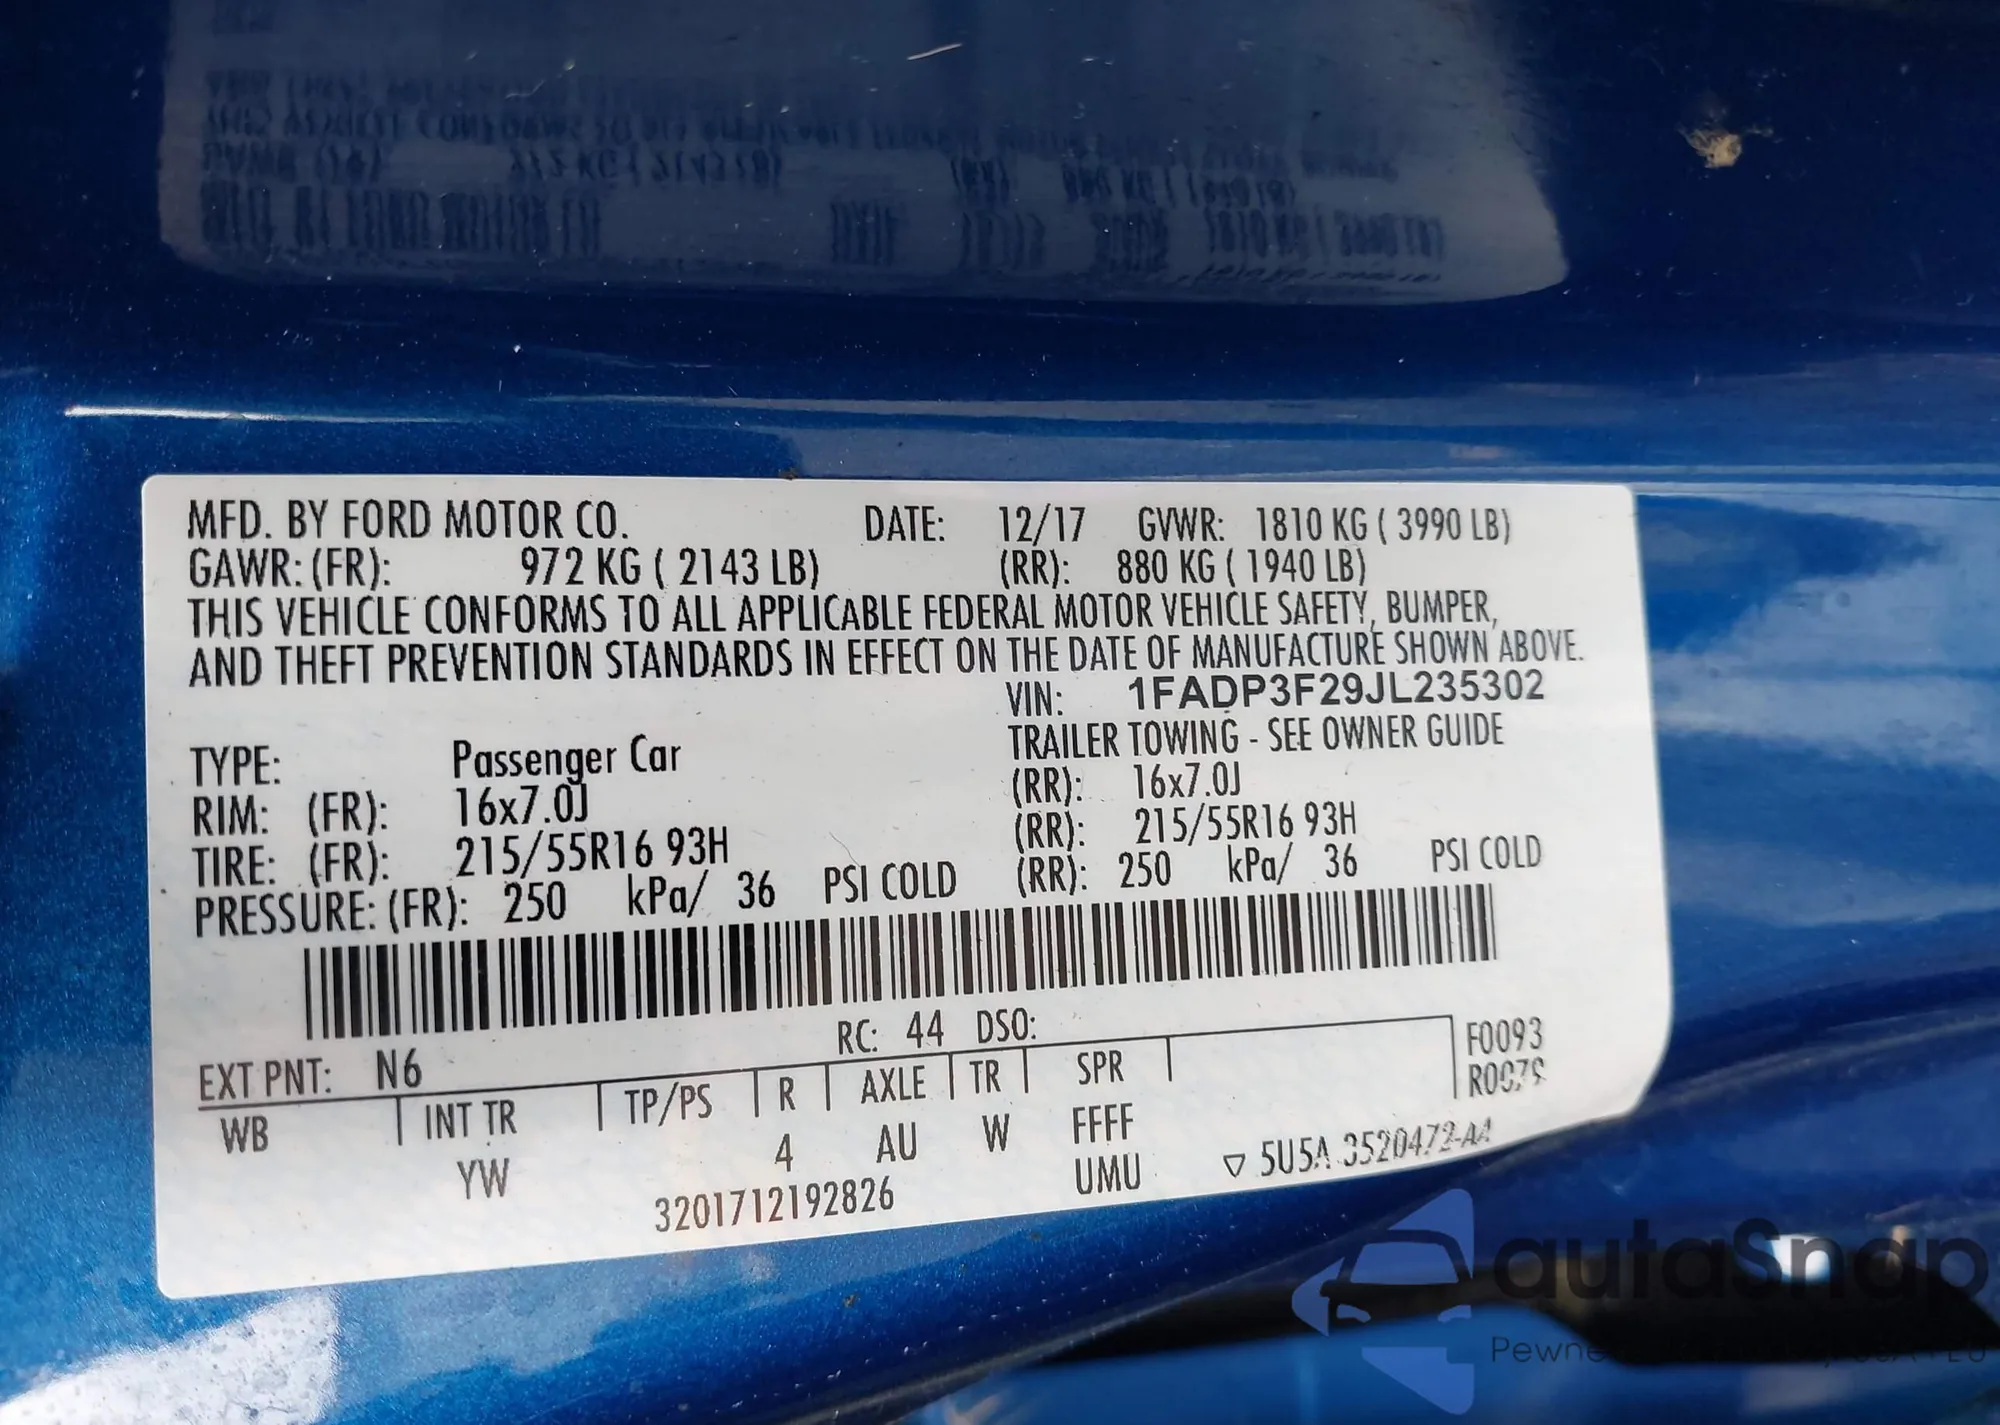 MFD. BY FORD MOTOR CO. DATE: 12/17 GVWR: 1810 KG ( 3990 LB)
GAWR: (FR): 972 KG ( 2143 LB) (RR): 880 KG ( 1940 LB)
THIS VEHICLE CONFORMS TO ALL APPLICABLE FEDERAL MOTOR VEHICLE SAFETY, BUMPER,
AND THEFT PREVENTION STANDARDS IN EFFECT ON THE DATE OF MANUFACTURE SHOWN ABOVE.
VIN: 1FADP3F29JL235302
TYPE: Passenger Car TRAILER TOWING - SEE OWNER GUIDE
RIM: (FR): 16x7.0J (RR): 16x7.0J
TIRE: (FR): 215/55R16 93H (RR): 215/55R16 93H
PRESSURE: (FR): 250 kPa/ 36 PSI COLD (RR): 250 kPa/ 36 PSI COLD
EXT PNT: N6 RC: 44 DSO: F0093
WB INT TR TP/PS R AXLE TR SPR
YW 4 AU W FFFF
3201712192826 UMU ▽ 5U5A 3520472-AA
autaSnap